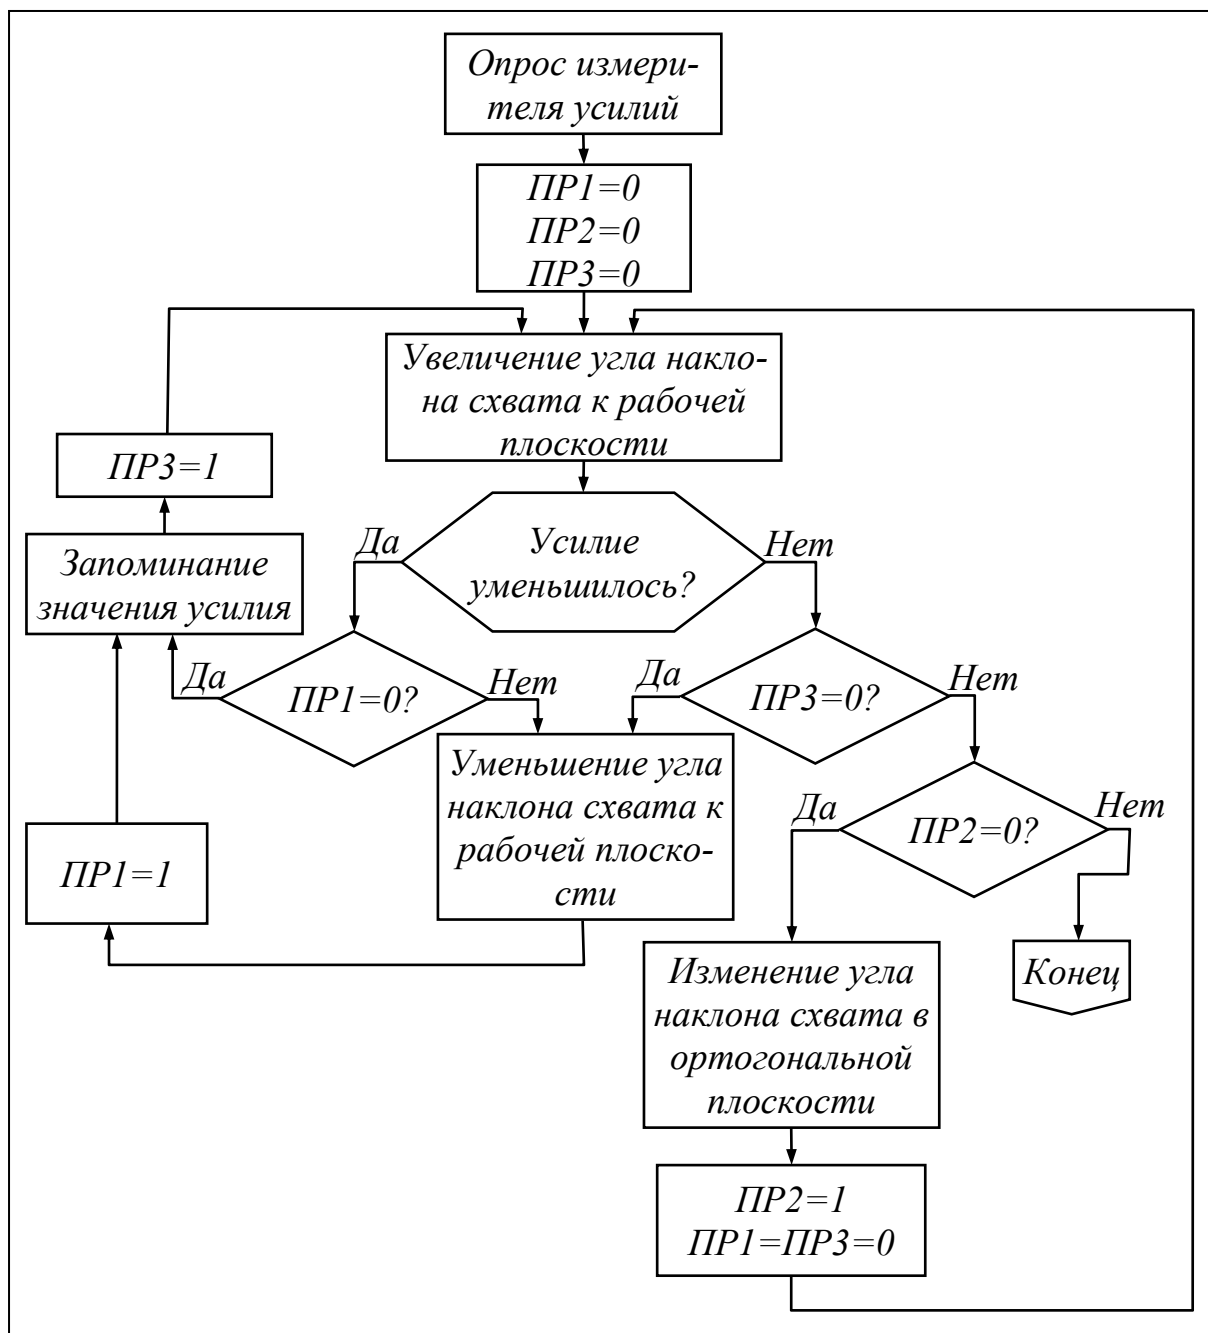 Опрос измери-
теля усилий
ПР1=0
ПР2=0
ПР3=0
Увеличение угла накло-
на схвата к рабочей
плоскости
ПР3=1
Запоминание
значения усилия
Да
Усилие
уменьшилось?
Нет
Да
ПР1=0?
Нет
Да
ПР3=0?
Нет
Уменьшение угла
наклона схвата к
рабочей плоско-
сти
Да
ПР2=0?
Нет
ПР1=1
Изменение угла
наклона схвата в
ортогональной
плоскости
Конец
ПР2=1
ПР1=ПР3=0